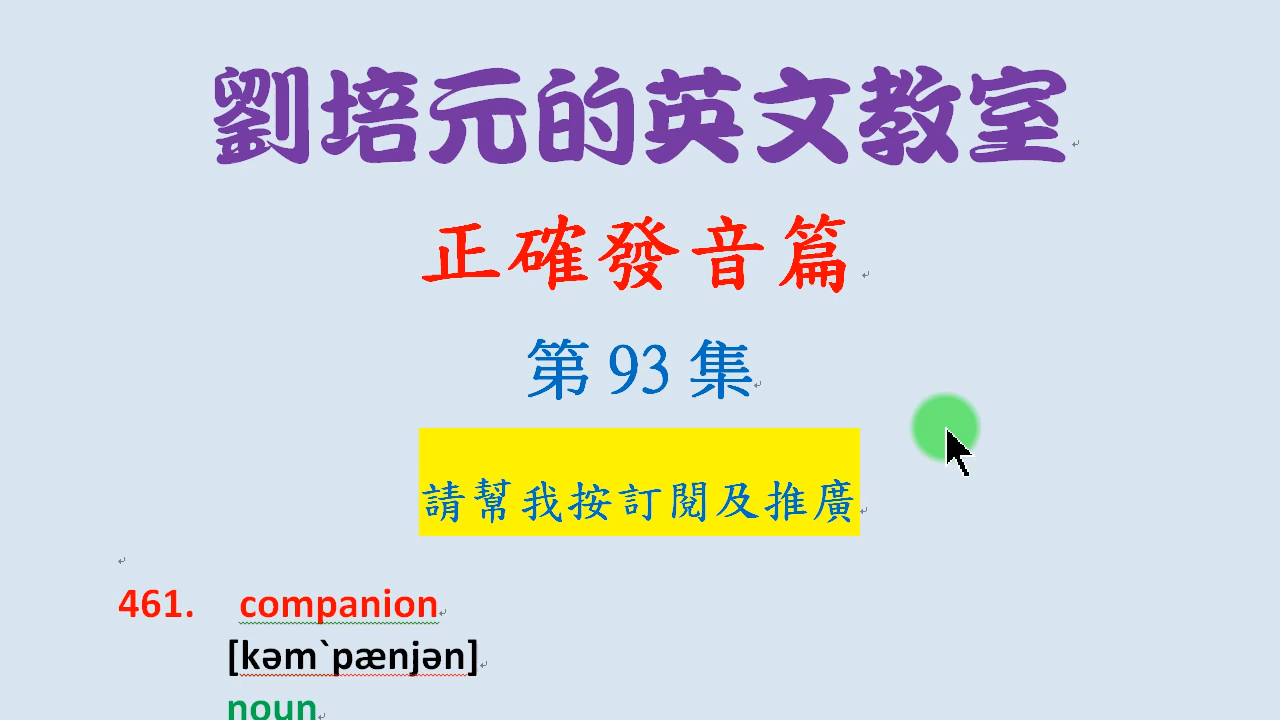 劉培元的英文教室
正確發音篇
第 93 集
請幫我按訂閱及推廣
461. companion
[kəm`pænjən]
noun